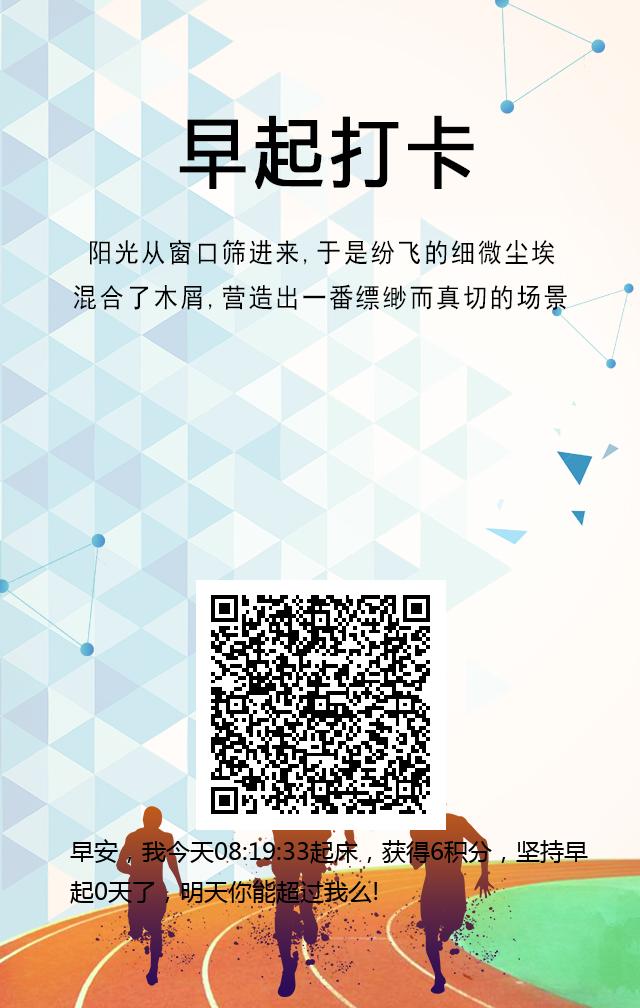 早起打卡
阳光从窗口筛进来,于是纷飞的细微尘埃
混合了木屑,营造出一番缥缈而真切的场景
早安，我今天08:19:33起床，获得6积分，坚持早
起0天了，明天你能超过我么!